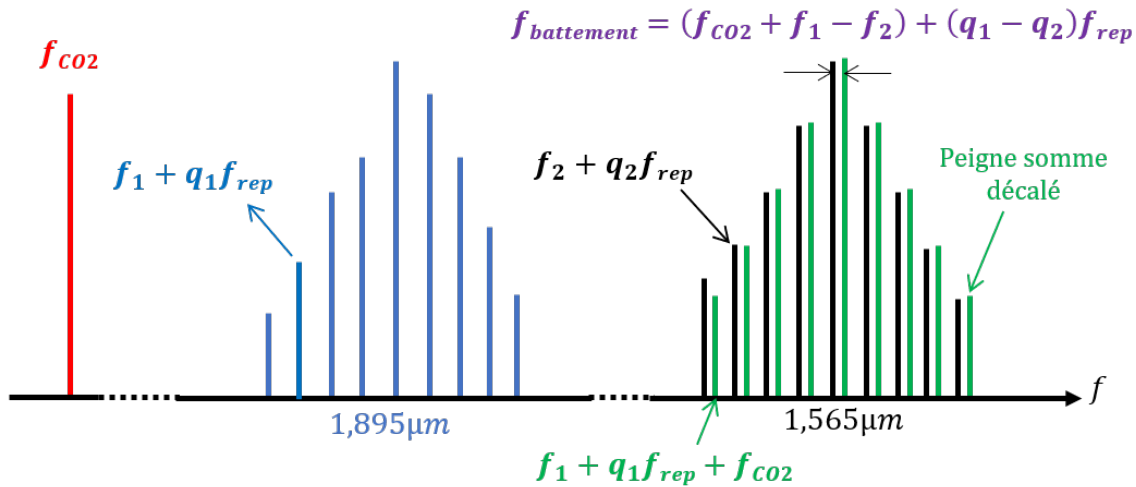 f_battement = (f_CO2 + f_1 − f_2) + (q_1 − q_2)f_rep
f_CO2
f_1 + q_1f_rep
f_2 + q_2f_rep
Peigne somme
décalé
f
1,895µm
1,565µm
f_1 + q_1f_rep + f_CO2